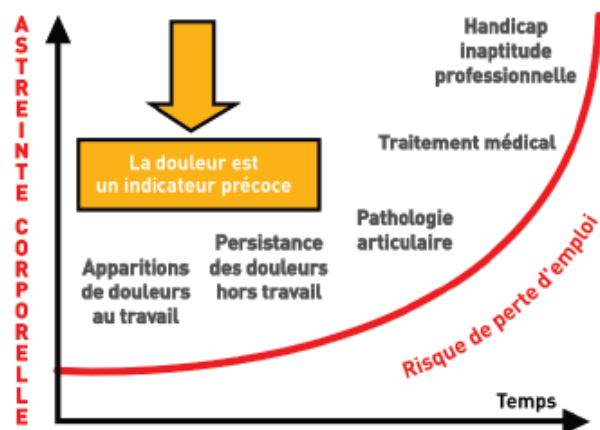 ASTREINTE CORPORELLE
Handicap
inaptitude
professionnelle
La douleur est
un indicateur précoce
Traitement médical
Pathologie
articulaire
Persistance
des douleurs
hors travail
Apparitions
de douleurs
au travail
Risque de perte d'emploi
Temps